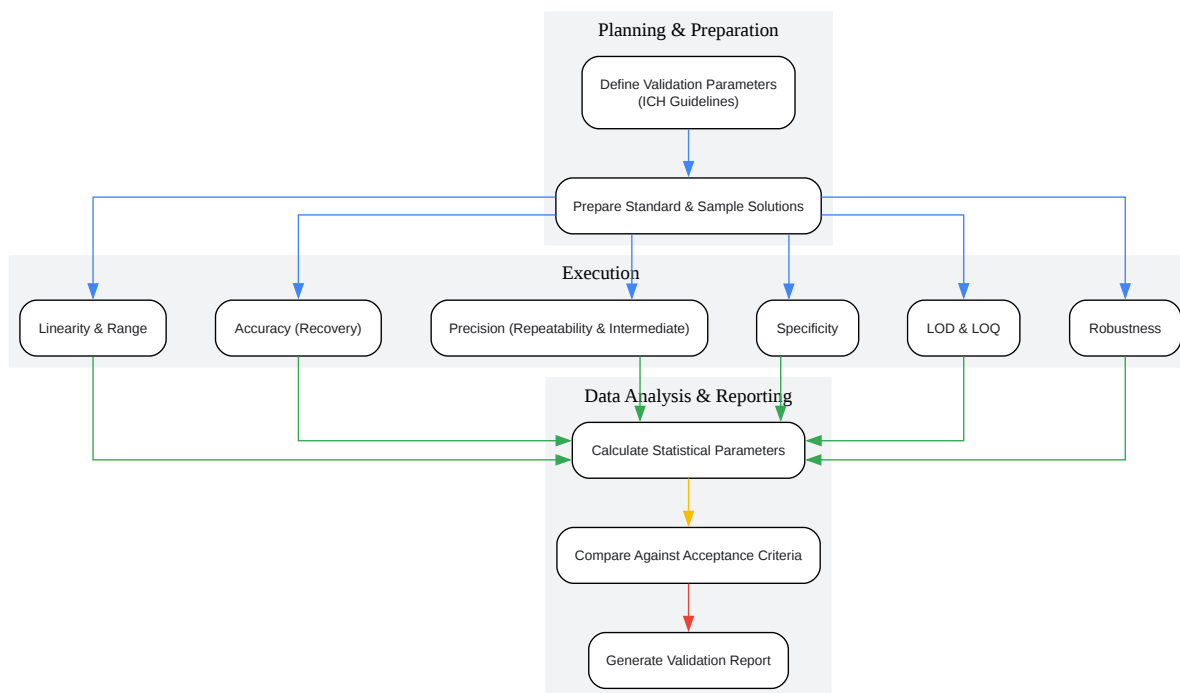 Planning & Preparation
Define Validation Parameters
(ICH Guidelines)
Prepare Standard & Sample Solutions
Execution
Linearity & Range
Accuracy (Recovery)
Precision (Repeatability & Intermediate)
Specificity
LOD & LOQ
Robustness
Data Analysis & Reporting
Calculate Statistical Parameters
Compare Against Acceptance Criteria
Generate Validation Report